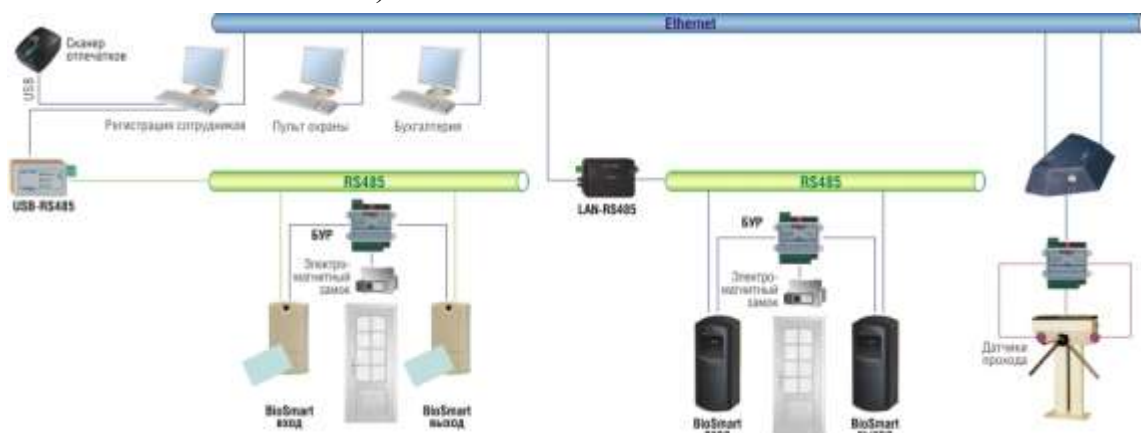 Ethernet
Сканер
отпечатков
USB
Регистрация сотрудников
Пульт охраны
Бухгалтерия
USB-RS485
RS485
LAN-RS485
RS485
БУР
Электро-
магнитный
замок
БУР
Электро-
магнитный
замок
Датчики
прохода
BioSmart
вход
BioSmart
выход
BioSmart
BioSmart